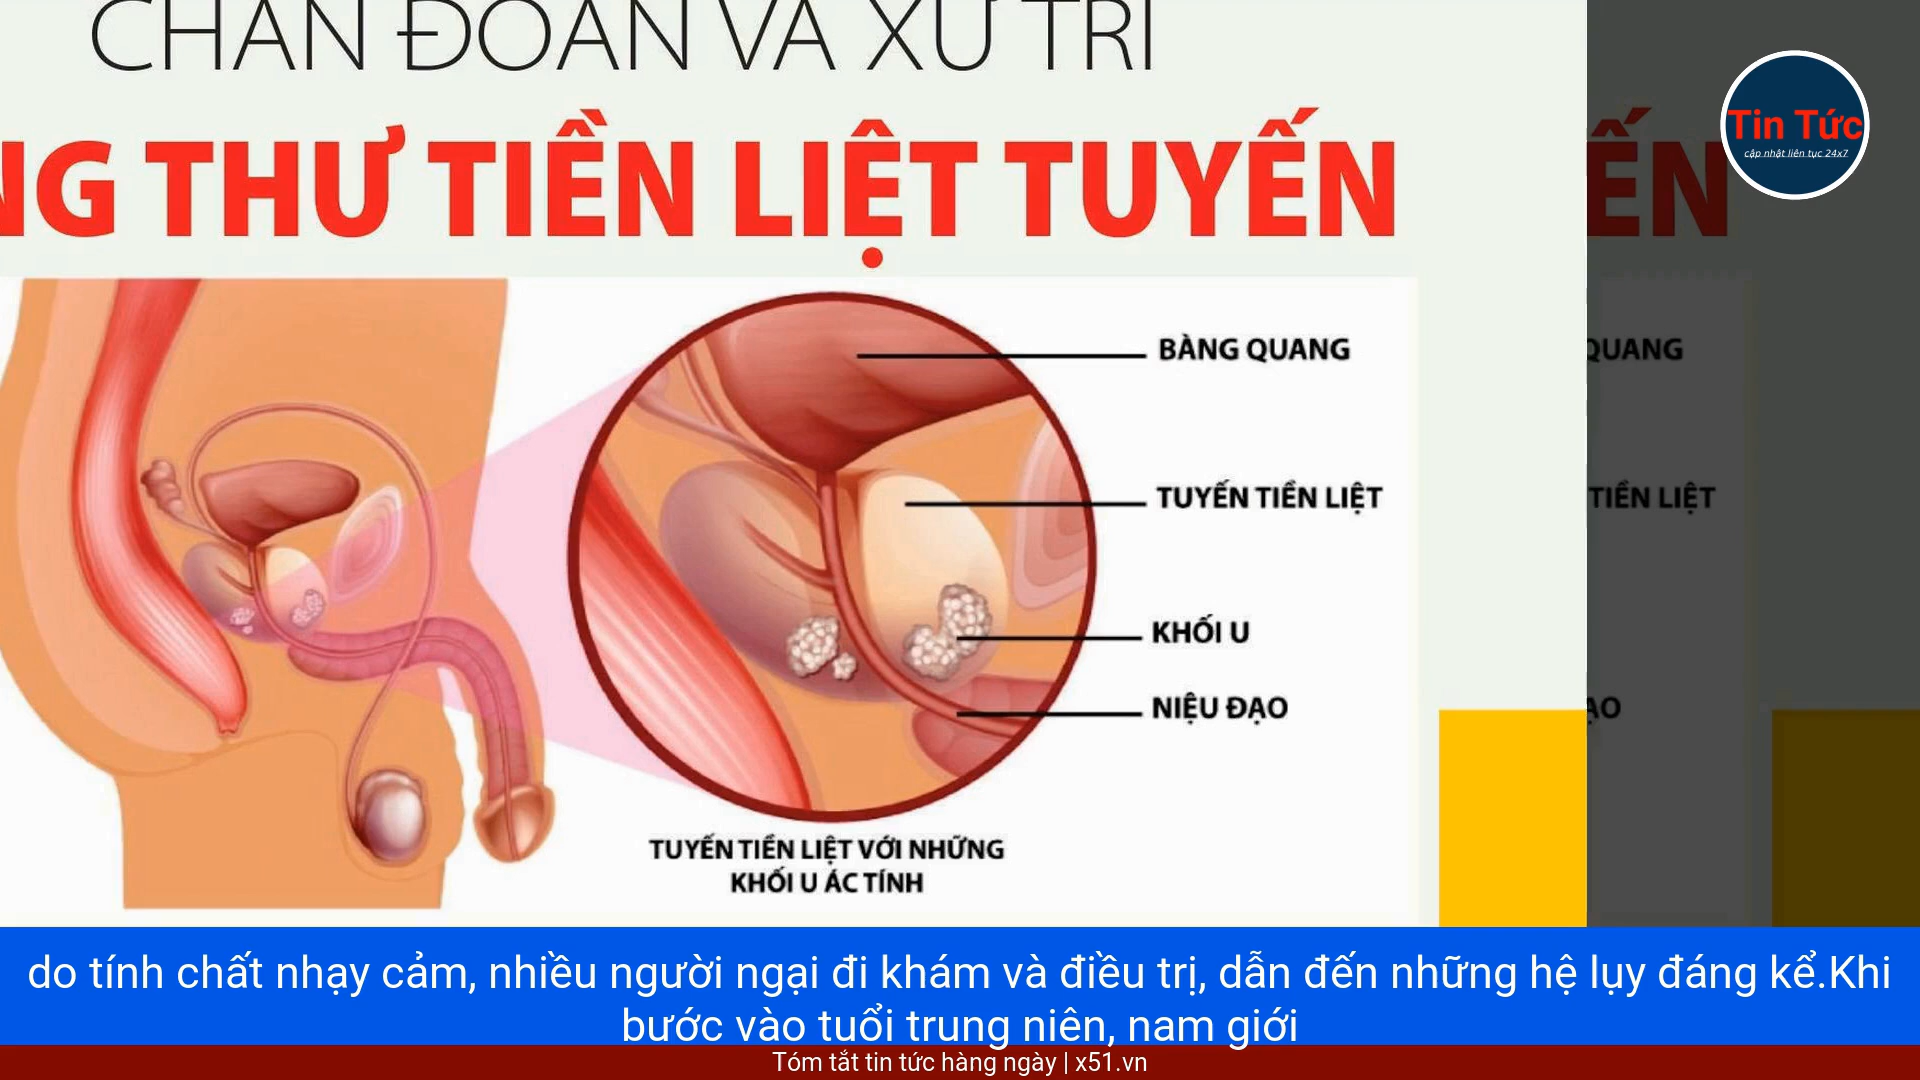 CHẨN ĐOÁN VÀ XỬ TRÍ
NG THƯ TIỀN LIỆT TUYẾN
ẾN
Tin Tức
cập nhật liên tục 24x7
BÀNG QUANG
QUANG
TUYẾN TIỀN LIỆT
TIỀN LIỆT
KHỐI U
NIỆU ĐẠO
ẠO
TUYẾN TIỀN LIỆT VỚI NHỮNG
KHỐI U ÁC TÍNH
do tính chất nhạy cảm, nhiều người ngại đi khám và điều trị, dẫn đến những hệ lụy đáng kể.Khi
bước vào tuổi trung niên, nam giới
Tóm tắt tin tức hàng ngày | x51.vn